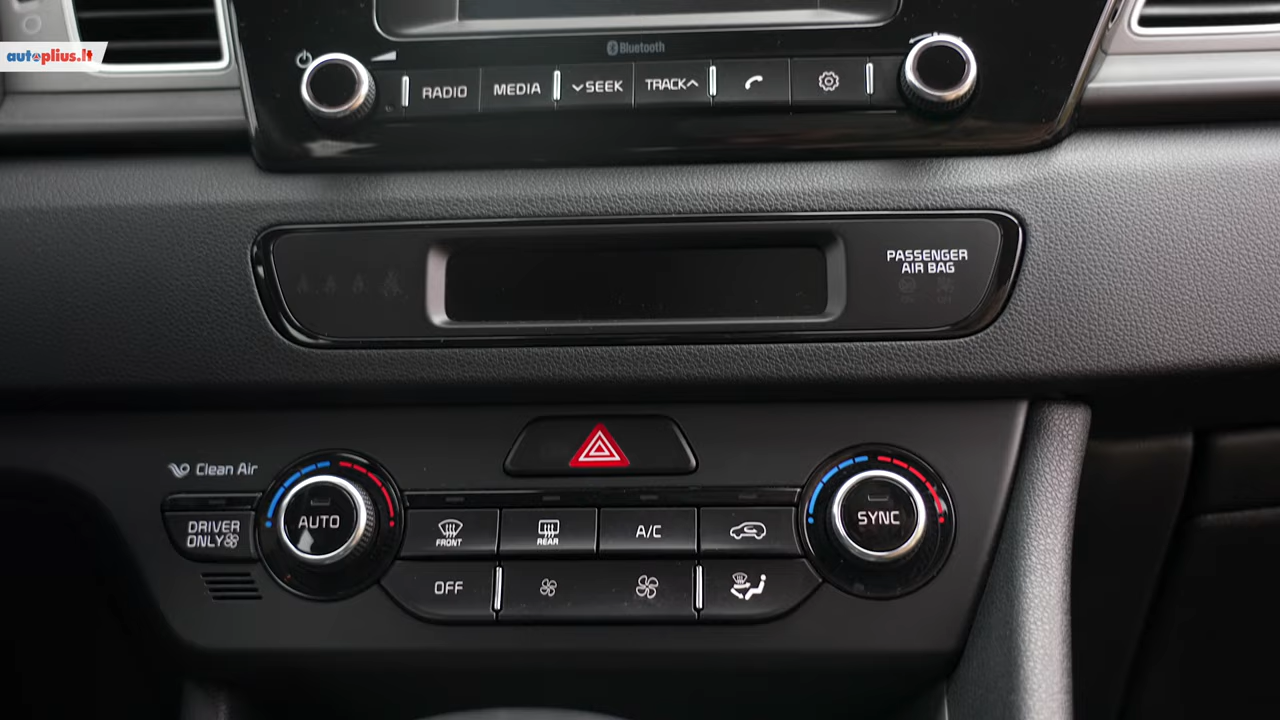 autoplius.lt
Bluetooth
RADIO
MEDIA
SEEK
TRACK
PASSENGER
AIR BAG
Clean Air
DRIVER
ONLY
AUTO
FRONT
REAR
A/C
SYNC
OFF